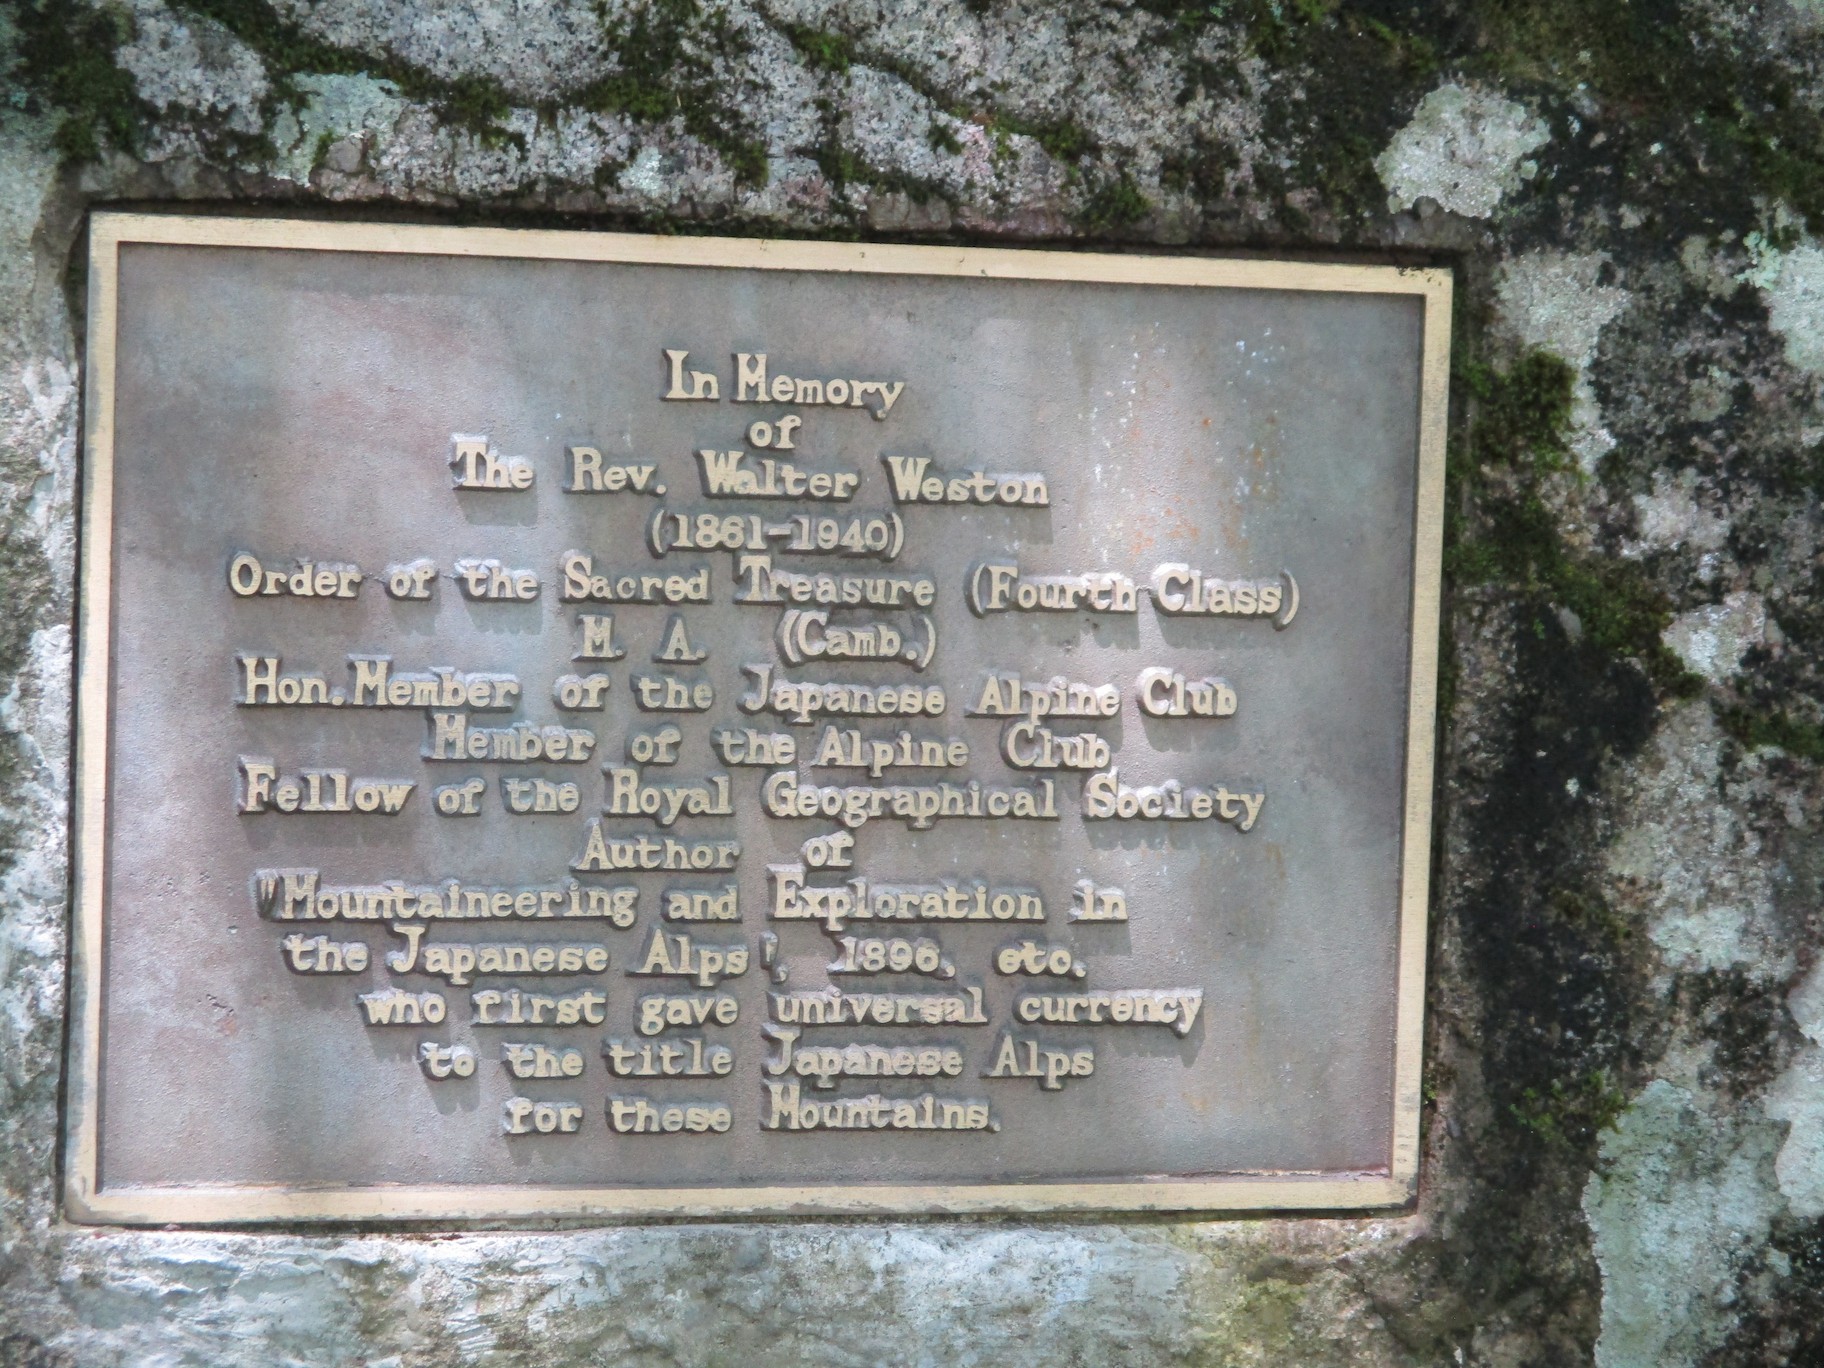 In Memory
of
The Rev. Walter Weston
(1861-1940)
Order of the Sacred Treasure (Fourth Class)
M. A. (Camb.)
Hon. Member of the Japanese Alpine Club
Member of the Alpine Club
Fellow of the Royal Geographical Society
Author of
"Mountaineering and Exploration in
the Japanese Alps", 1896, etc.
who first gave universal currency
to the title Japanese Alps
for these Mountains.